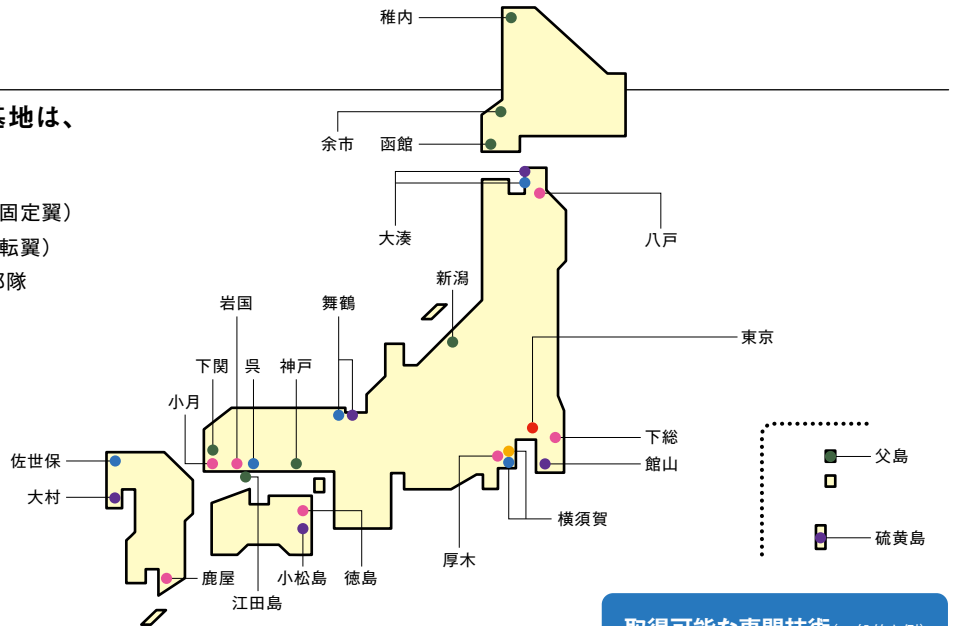 基地は、
固定翼）
転翼）
部隊
稚内
余市
函館
大湊
八戸
新潟
岩国
舞鶴
東京
下関
呉
神戸
小月
下総
佐世保
館山
父島
大村
横須賀
硫黄島
厚木
鹿屋
小松島
徳島
江田島